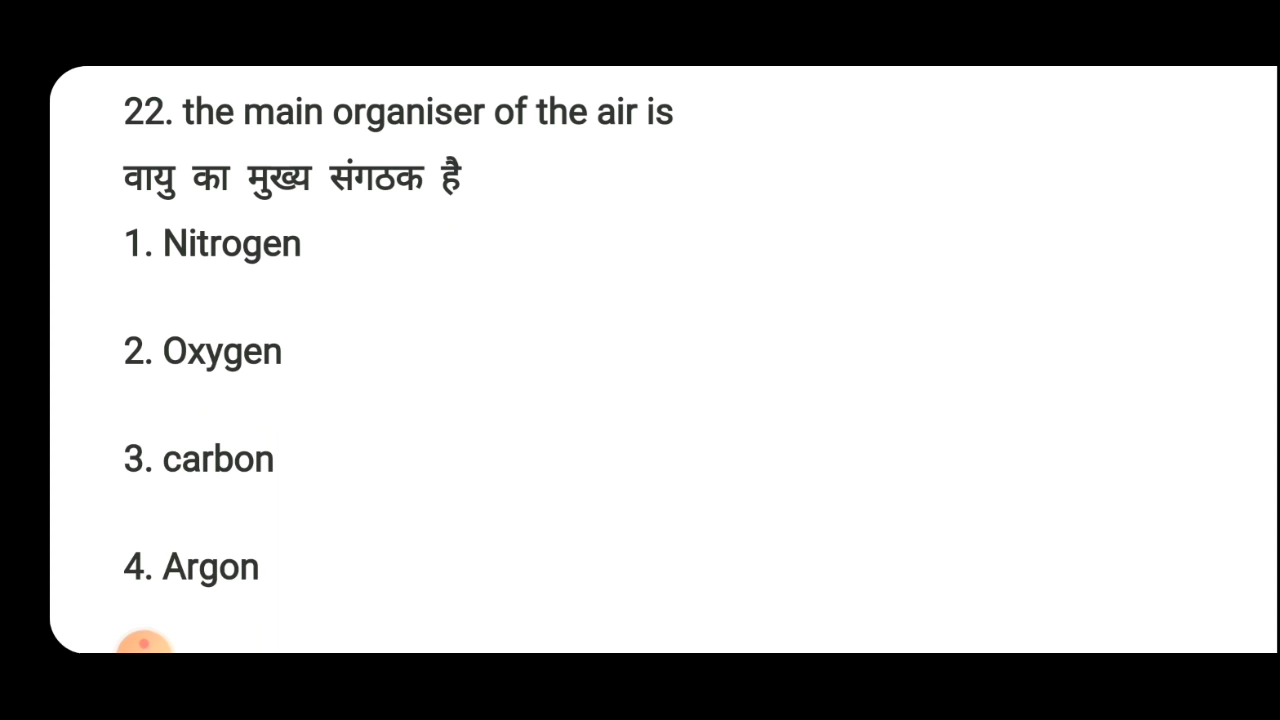 22. the main organiser of the air is
वायु का मुख्य संगठक है
1. Nitrogen
2. Oxygen
3. carbon
4. Argon